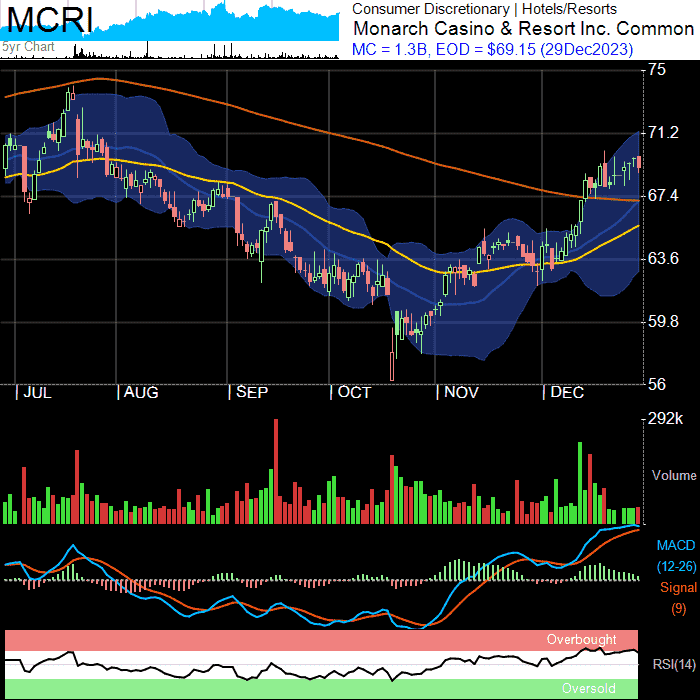 MCRI
5yr Chart
Consumer Discretionary | Hotels/Resorts
Monarch Casino & Resort Inc. Common
MC = 1.3B, EOD = $69.15 (29Dec2023)
75
71.2
67.4
63.6
59.8
56
| JUL | AUG | SEP | OCT | NOV | DEC
292k
Volume
MACD
(12-26)
Signal
(9)
Overbought
RSI(14)
Oversold